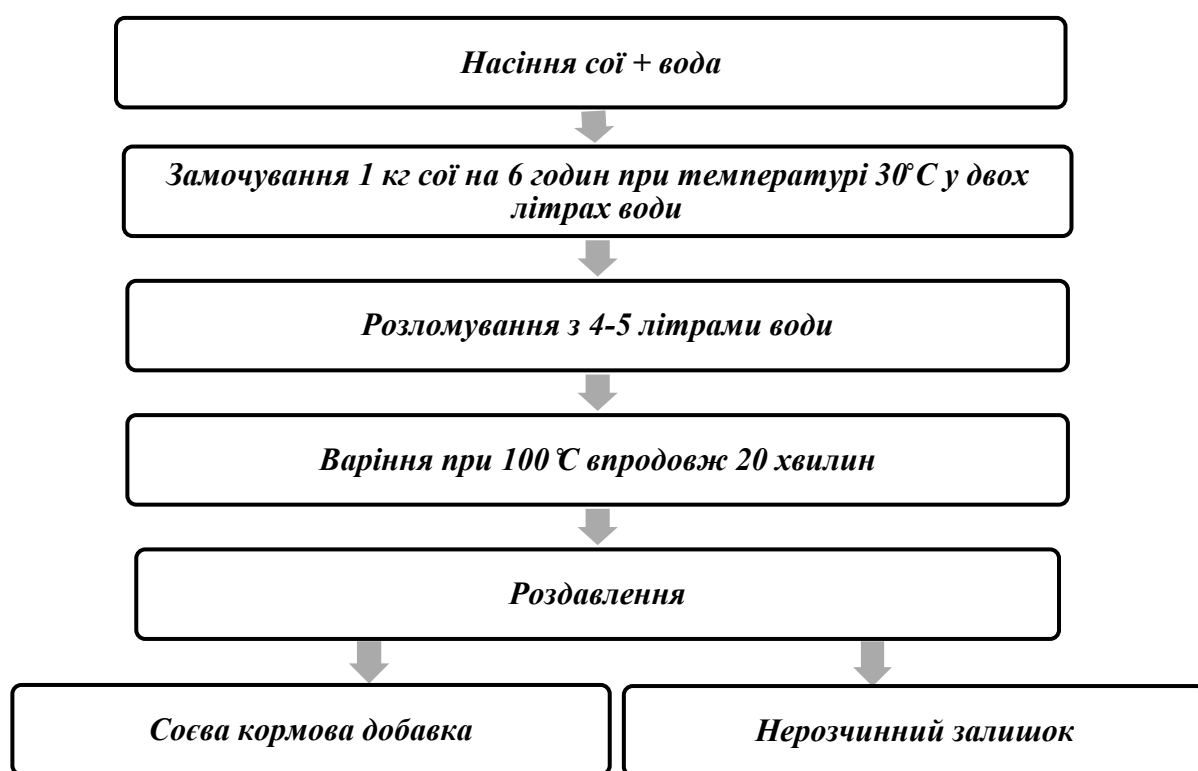 Насіння сої + вода
Замочування 1 кг сої на 6 годин при температурі 30°С у двох
літрах води
Розломування з 4-5 літрами води
Варіння при 100℃ впродовж 20 хвилин
Роздавлення
Соєва кормова добавка
Нерозчинний залишок